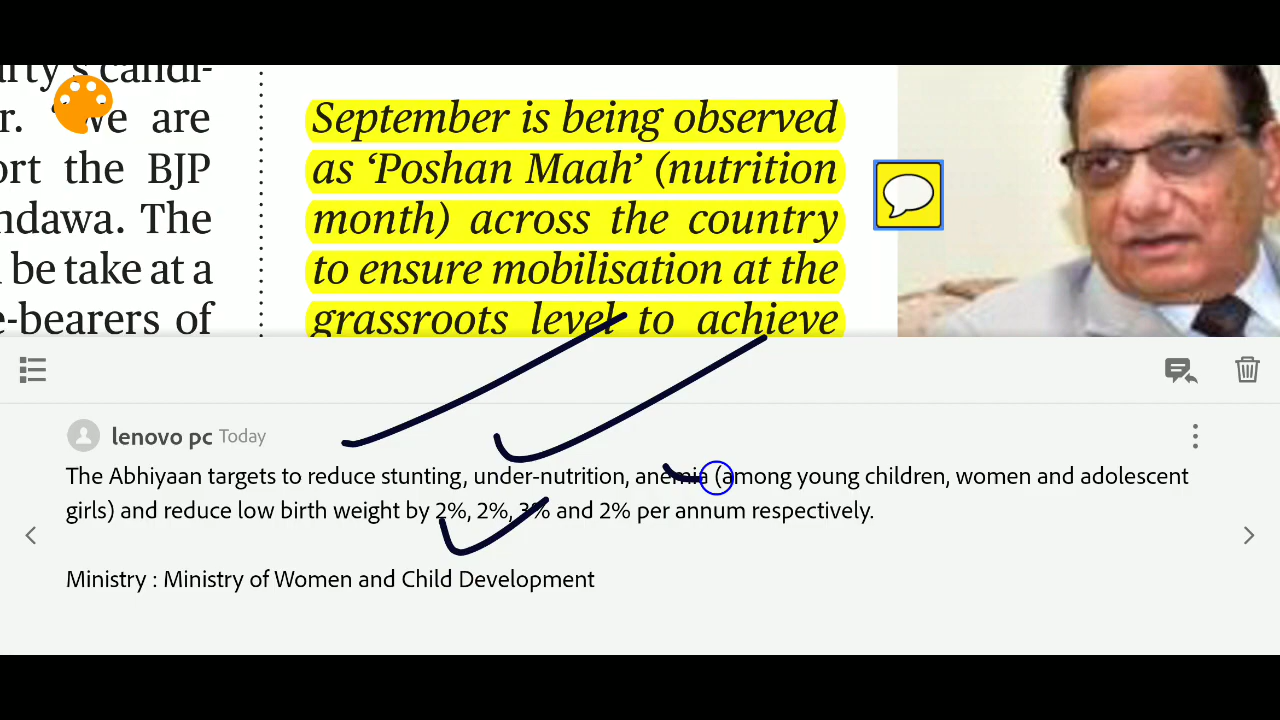 arty's candi-
r. “We are
ort the BJP
ndawa. The
be take at a
e-bearers of
September is being observed
as ‘Poshan Maah’ (nutrition
month) across the country
to ensure mobilisation at the
grassroots level to achieve
lenovo pc Today
The Abhiyaan targets to reduce stunting, under-nutrition, anemia (among young children, women and adolescent
girls) and reduce low birth weight by 2%, 2%, 3% and 2% per annum respectively.
Ministry : Ministry of Women and Child Development